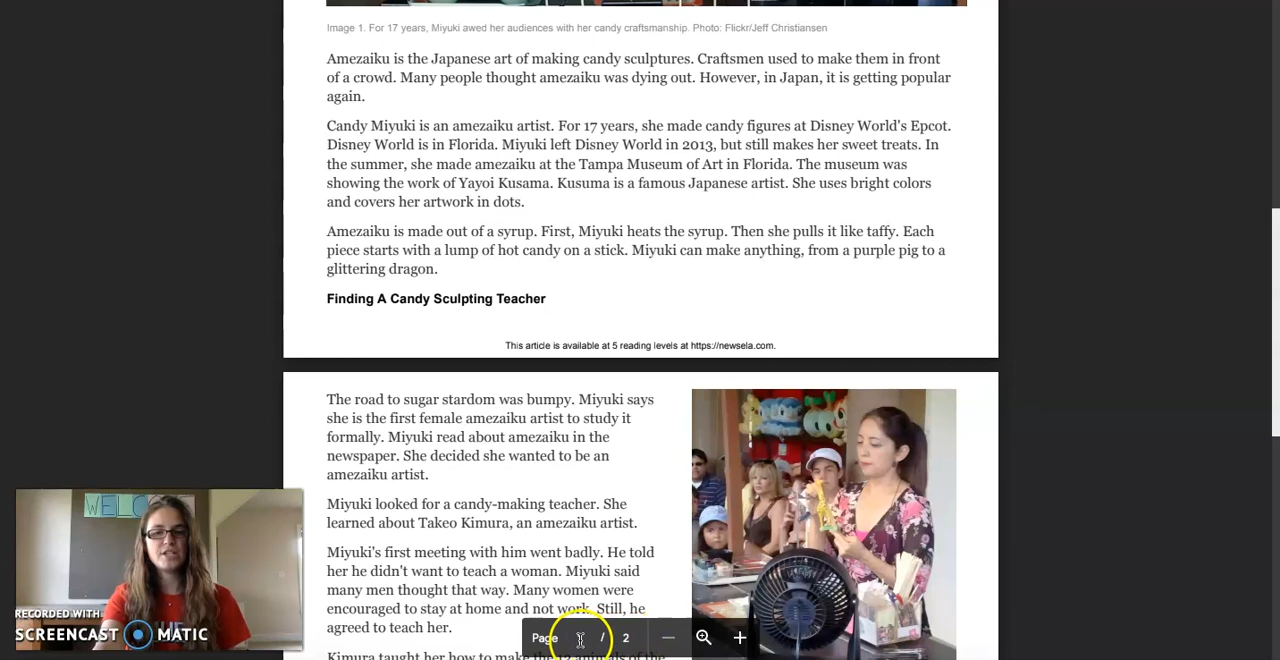 Image 1. For 17 years, Miyuki awed her audiences with her candy craftsmanship. Photo: Flickr/Jeff Christiansen
Amezaiku is the Japanese art of making candy sculptures. Craftsmen used to make them in front
of a crowd. Many people thought amezaiku was dying out. However, in Japan, it is getting popular
again.
Candy Miyuki is an amezaiku artist. For 17 years, she made candy figures at Disney World's Epcot.
Disney World is in Florida. Miyuki left Disney World in 2013, but still makes her sweet treats. In
the summer, she made amezaiku at the Tampa Museum of Art in Florida. The museum was
showing the work of Yayoi Kusama. Kusuma is a famous Japanese artist. She uses bright colors
and covers her artwork in dots.
Amezaiku is made out of a syrup. First, Miyuki heats the syrup. Then she pulls it like taffy. Each
piece starts with a lump of hot candy on a stick. Miyuki can make anything, from a purple pig to a
glittering dragon.
Finding A Candy Sculpting Teacher
This article is available at 5 reading levels at https://newsela.com.
The road to sugar stardom was bumpy. Miyuki says
she is the first female amezaiku artist to study it
formally. Miyuki read about amezaiku in the
newspaper. She decided she wanted to be an
amezaiku artist.
Miyuki looked for a candy-making teacher. She
learned about Takeo Kimura, an amezaiku artist.
Miyuki's first meeting with him went badly. He told
her he didn't want to teach a woman. Miyuki said
many men thought that way. Many women were
encouraged to stay at home and not work. Still, he
agreed to teach her.
Kimura taught her how to make the 12 animals of the
Page / 2
WELC
RECORDED WITH
SCREENCAST MATIC